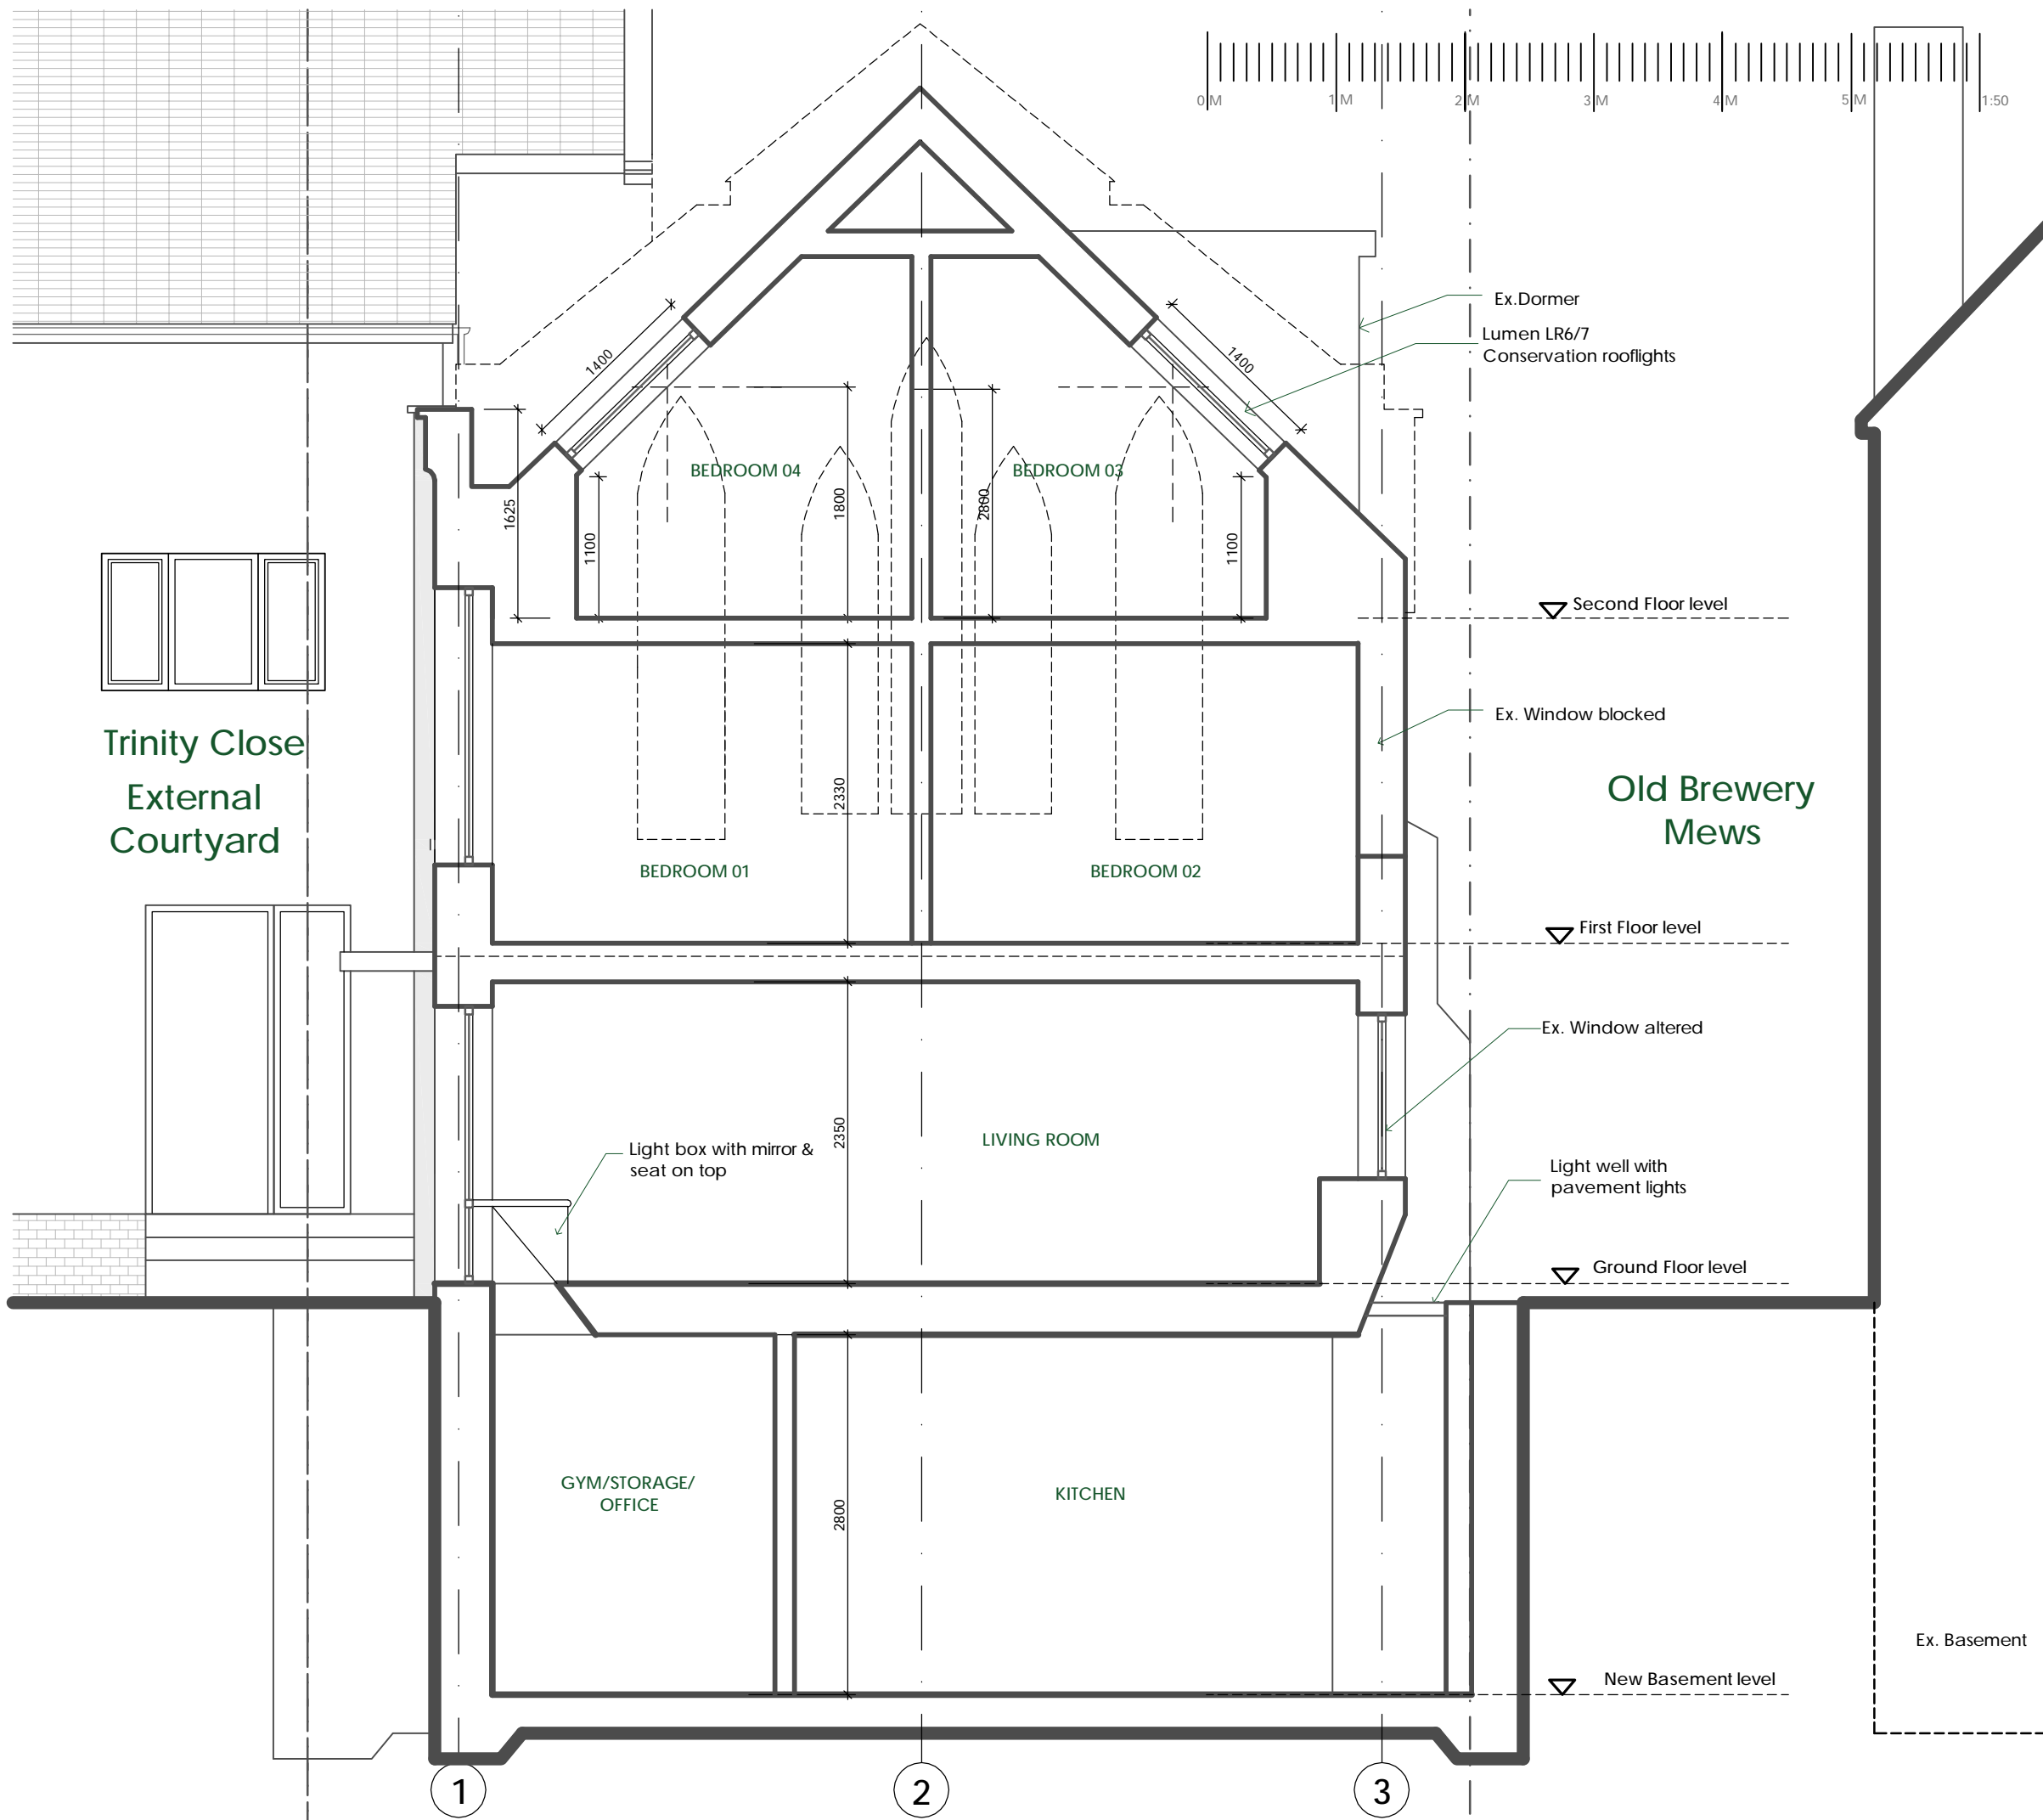 0 M 1 M 2 M 3 M 4 M 5 M 1:50
Ex.Dormer
Lumen LR6/7
Conservation rooflights
1400
1400
BEDROOM 04
BEDROOM 03
1625
1100
1800
2800
1100
Second Floor level
Ex. Window blocked
Trinity Close
External
Courtyard
Old Brewery
Mews
2330
BEDROOM 01
BEDROOM 02
First Floor level
Ex. Window altered
2350
LIVING ROOM
Light box with mirror &
seat on top
Light well with
pavement lights
Ground Floor level
GYM/STORAGE/
OFFICE
KITCHEN
2800
Ex. Basement
New Basement level
1
2
3